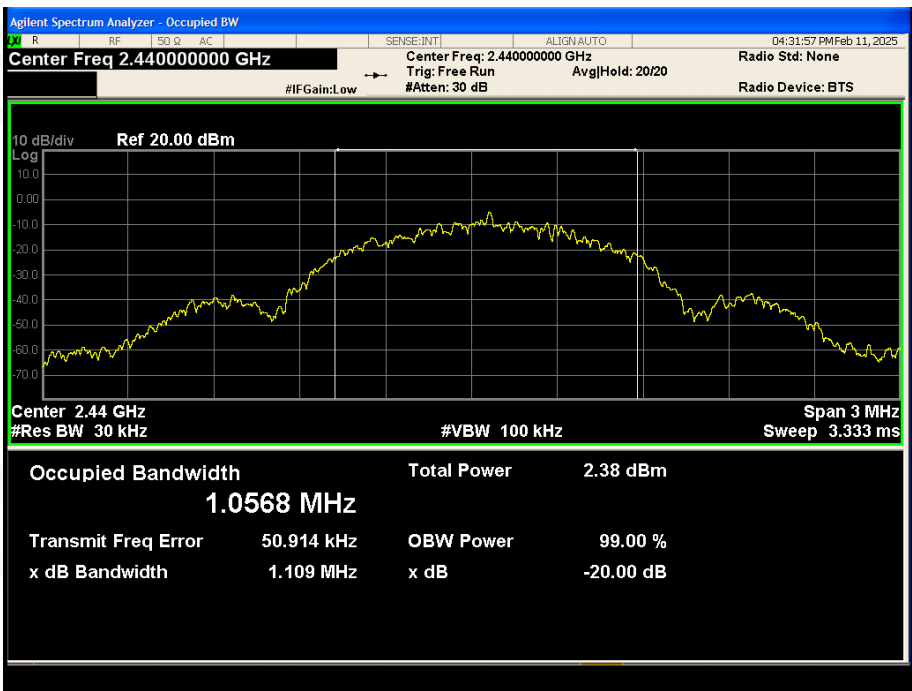 Agilent Spectrum Analyzer - Occupied BW
LXI R RF 50 Ω AC SENSE:INT ALIGN AUTO 04:31:57 PM Feb 11, 2025
Center Freq 2.440000000 GHz Center Freq: 2.440000000 GHz Radio Std: None
Trig: Free Run Avg|Hold: 20/20
#IFGain:Low #Atten: 30 dB Radio Device: BTS
10 dB/div Ref 20.00 dBm
Log
10.0
0.00
-10.0
-20.0
-30.0
-40.0
-50.0
-60.0
-70.0
Center 2.44 GHz Span 3 MHz
#Res BW 30 kHz #VBW 100 kHz Sweep 3.333 ms
Occupied Bandwidth Total Power 2.38 dBm
1.0568 MHz
Transmit Freq Error 50.914 kHz OBW Power 99.00 %
x dB Bandwidth 1.109 MHz x dB -20.00 dB